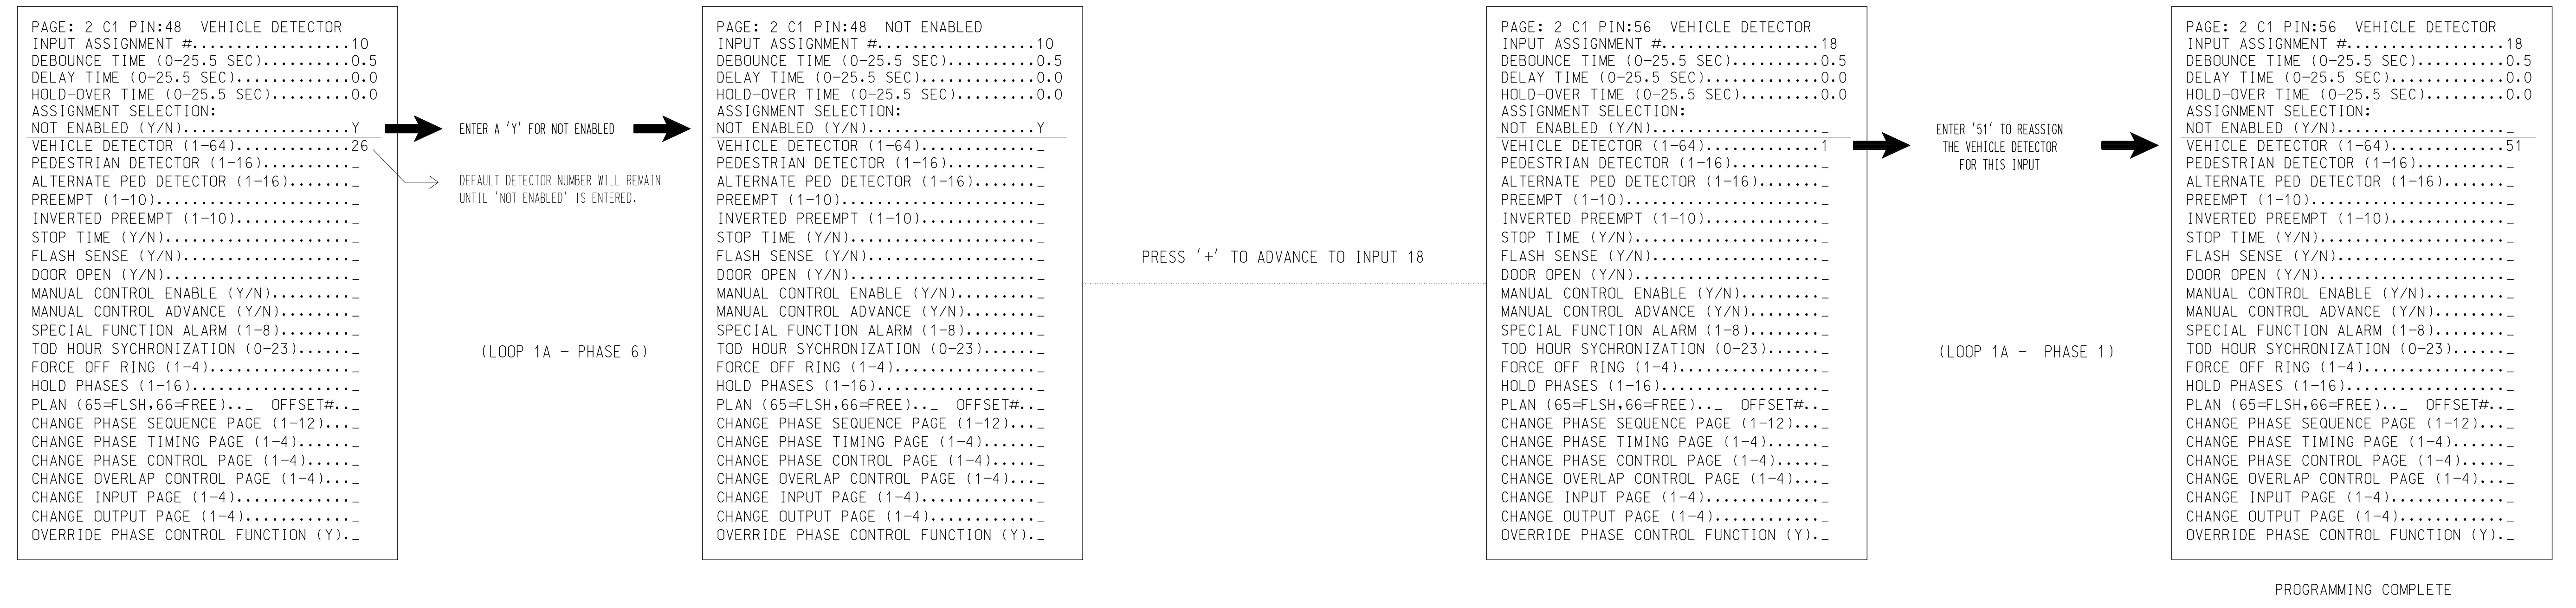 PAGE: 2 C1 PIN:48  VEHICLE DETECTOR
INPUT ASSIGNMENT #..................10
DEBOUNCE TIME (0-25.5 SEC)..........0.5
DELAY TIME (0-25.5 SEC).............0.0
HOLD-OVER TIME (0-25.5 SEC).........0.0
ASSIGNMENT SELECTION:
NOT ENABLED (Y/N)...................Y
VEHICLE DETECTOR (1-64).............26
PEDESTRIAN DETECTOR (1-16).........._
ALTERNATE PED DETECTOR (1-16)......._
PREEMPT (1-10)......................_
INVERTED PREEMPT (1-10)............._
STOP TIME (Y/N)....................._
FLASH SENSE (Y/N)..................._
DOOR OPEN (Y/N)....................._
MANUAL CONTROL ENABLE (Y/N)........._
MANUAL CONTROL ADVANCE (Y/N)........_
SPECIAL FUNCTION ALARM (1-8)........_
TOD HOUR SYCHRONIZATION (0-23)......_
FORCE OFF RING (1-4)................_
HOLD PHASES (1-16).................._
PLAN (65=FLSH,66=FREE).._  OFFSET#.._
CHANGE PHASE SEQUENCE PAGE (1-12)..._
CHANGE PHASE TIMING PAGE (1-4)......_
CHANGE PHASE CONTROL PAGE (1-4)....._
CHANGE OVERLAP CONTROL PAGE (1-4)..._
CHANGE INPUT PAGE (1-4)............._
CHANGE OUTPUT PAGE (1-4)............_
OVERRIDE PHASE CONTROL FUNCTION (Y)._
ENTER A 'Y' FOR NOT ENABLED
DEFAULT DETECTOR NUMBER WILL REMAIN
UNTIL 'NOT ENABLED' IS ENTERED.
(LOOP 1A - PHASE 6)
PAGE: 2 C1 PIN:48  NOT ENABLED
INPUT ASSIGNMENT #..................10
DEBOUNCE TIME (0-25.5 SEC)..........0.5
DELAY TIME (0-25.5 SEC).............0.0
HOLD-OVER TIME (0-25.5 SEC).........0.0
ASSIGNMENT SELECTION:
NOT ENABLED (Y/N)...................Y
VEHICLE DETECTOR (1-64)............._
PEDESTRIAN DETECTOR (1-16).........._
ALTERNATE PED DETECTOR (1-16)......._
PREEMPT (1-10)......................_
INVERTED PREEMPT (1-10)............._
STOP TIME (Y/N)....................._
FLASH SENSE (Y/N)..................._
DOOR OPEN (Y/N)....................._
MANUAL CONTROL ENABLE (Y/N)........._
MANUAL CONTROL ADVANCE (Y/N)........_
SPECIAL FUNCTION ALARM (1-8)........_
TOD HOUR SYCHRONIZATION (0-23)......_
FORCE OFF RING (1-4)................_
HOLD PHASES (1-16).................._
PLAN (65=FLSH,66=FREE).._  OFFSET#.._
CHANGE PHASE SEQUENCE PAGE (1-12)..._
CHANGE PHASE TIMING PAGE (1-4)......_
CHANGE PHASE CONTROL PAGE (1-4)....._
CHANGE OVERLAP CONTROL PAGE (1-4)..._
CHANGE INPUT PAGE (1-4)............._
CHANGE OUTPUT PAGE (1-4)............_
OVERRIDE PHASE CONTROL FUNCTION (Y)._
PRESS '+' TO ADVANCE TO INPUT 18
PAGE: 2 C1 PIN:56  VEHICLE DETECTOR
INPUT ASSIGNMENT #..................18
DEBOUNCE TIME (0-25.5 SEC)..........0.5
DELAY TIME (0-25.5 SEC).............0.0
HOLD-OVER TIME (0-25.5 SEC).........0.0
ASSIGNMENT SELECTION:
NOT ENABLED (Y/N)..................._
VEHICLE DETECTOR (1-64).............1
PEDESTRIAN DETECTOR (1-16).........._
ALTERNATE PED DETECTOR (1-16)......._
PREEMPT (1-10)......................_
INVERTED PREEMPT (1-10)............._
STOP TIME (Y/N)....................._
FLASH SENSE (Y/N)..................._
DOOR OPEN (Y/N)....................._
MANUAL CONTROL ENABLE (Y/N)........._
MANUAL CONTROL ADVANCE (Y/N)........_
SPECIAL FUNCTION ALARM (1-8)........_
TOD HOUR SYCHRONIZATION (0-23)......_
FORCE OFF RING (1-4)................_
HOLD PHASES (1-16).................._
PLAN (65=FLSH,66=FREE).._  OFFSET#.._
CHANGE PHASE SEQUENCE PAGE (1-12)..._
CHANGE PHASE TIMING PAGE (1-4)......_
CHANGE PHASE CONTROL PAGE (1-4)....._
CHANGE OVERLAP CONTROL PAGE (1-4)..._
CHANGE INPUT PAGE (1-4)............._
CHANGE OUTPUT PAGE (1-4)............_
OVERRIDE PHASE CONTROL FUNCTION (Y)._
ENTER '51' TO REASSIGN
THE VEHICLE DETECTOR
FOR THIS INPUT
(LOOP 1A -  PHASE 1)
PAGE: 2 C1 PIN:56  VEHICLE DETECTOR
INPUT ASSIGNMENT #..................18
DEBOUNCE TIME (0-25.5 SEC)..........0.5
DELAY TIME (0-25.5 SEC).............0.0
HOLD-OVER TIME (0-25.5 SEC).........0.0
ASSIGNMENT SELECTION:
NOT ENABLED (Y/N)..................._
VEHICLE DETECTOR (1-64).............51
PEDESTRIAN DETECTOR (1-16).........._
ALTERNATE PED DETECTOR (1-16)......._
PREEMPT (1-10)......................_
INVERTED PREEMPT (1-10)............._
STOP TIME (Y/N)....................._
FLASH SENSE (Y/N)..................._
DOOR OPEN (Y/N)....................._
MANUAL CONTROL ENABLE (Y/N)........._
MANUAL CONTROL ADVANCE (Y/N)........_
SPECIAL FUNCTION ALARM (1-8)........_
TOD HOUR SYCHRONIZATION (0-23)......_
FORCE OFF RING (1-4)................_
HOLD PHASES (1-16).................._
PLAN (65=FLSH,66=FREE).._  OFFSET#.._
CHANGE PHASE SEQUENCE PAGE (1-12)..._
CHANGE PHASE TIMING PAGE (1-4)......_
CHANGE PHASE CONTROL PAGE (1-4)....._
CHANGE OVERLAP CONTROL PAGE (1-4)..._
CHANGE INPUT PAGE (1-4)............._
CHANGE OUTPUT PAGE (1-4)............_
OVERRIDE PHASE CONTROL FUNCTION (Y)._
PROGRAMMING COMPLETE